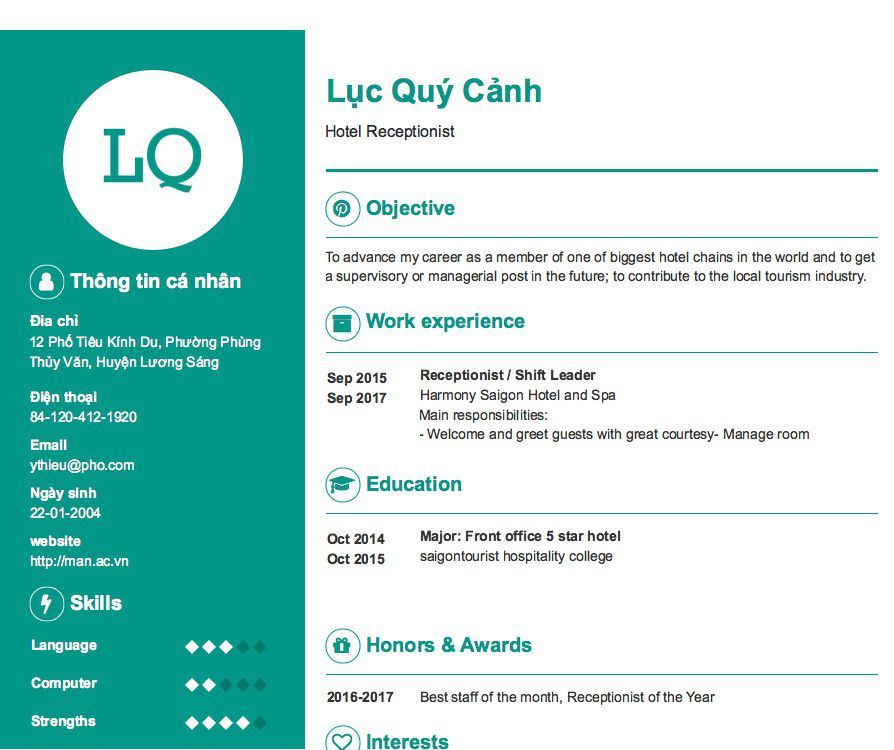 LQ
Thông tin cá nhân
Địa chỉ
12 Phố Tiêu Kính Du, Phường Phùng
Thủy Văn, Huyện Lương Sáng
Điện thoại
84-120-412-1920
Email
ythieu@pho.com
Ngày sinh
22-01-2004
website
http://man.ac.vn
Skills
Language
Computer
Strengths
Lục Quý Cảnh
Hotel Receptionist
Objective
To advance my career as a member of one of biggest hotel chains in the world and to get
a supervisory or managerial post in the future; to contribute to the local tourism industry.
Work experience
Sep 2015
Sep 2017
Receptionist / Shift Leader
Harmony Saigon Hotel and Spa
Main responsibilities:
- Welcome and greet guests with great courtesy- Manage room
Education
Oct 2014
Oct 2015
Major: Front office 5 star hotel
saigontourist hospitality college
Honors & Awards
2016-2017
Best staff of the month, Receptionist of the Year
Interests